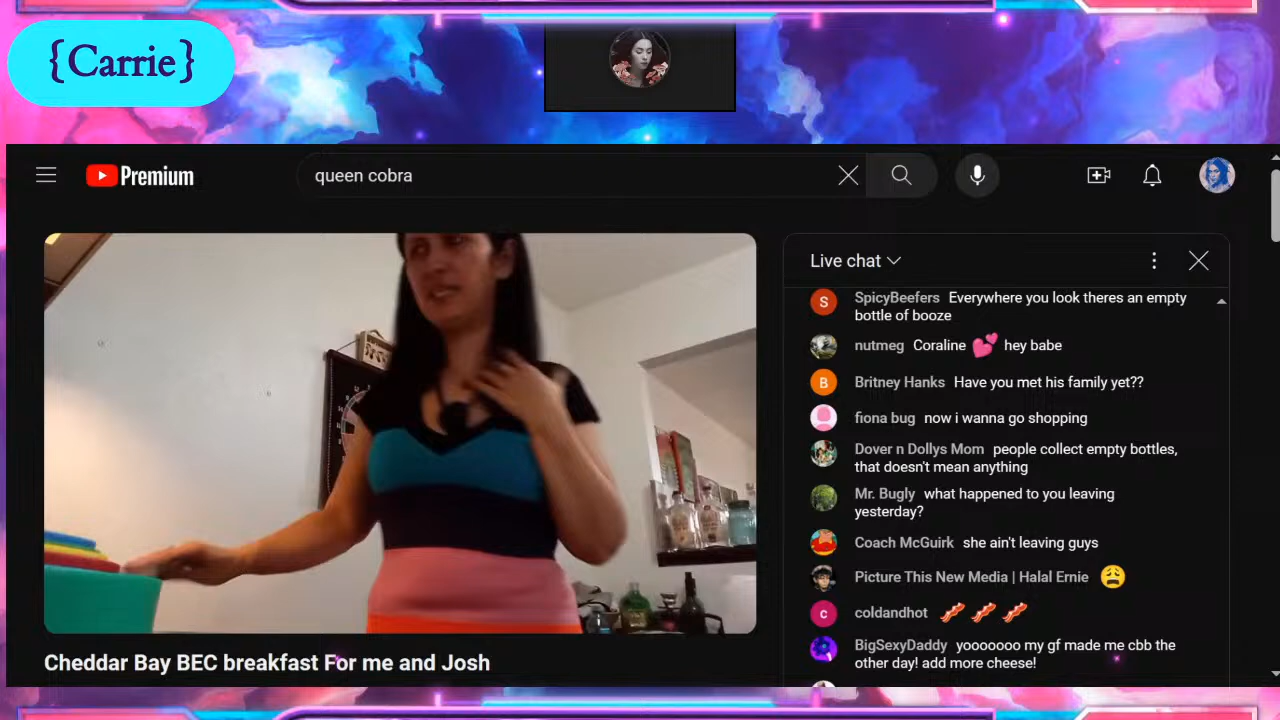 {Carrie}
Premium
queen cobra
Live chat
SpicyBeefers Everywhere you look theres an empty
bottle of booze
nutmeg Coraline 💕 hey babe
B
Britney Hanks Have you met his family yet??
fiona bug now i wanna go shopping
Dover n Dollys Mom people collect empty bottles,
that doesn't mean anything
Mr. Bugly what happened to you leaving
yesterday?
Coach McGuirk she ain't leaving guys
Picture This New Media | Halal Ernie 😩
c
coldandhot 🥓 🥓 🥓
BigSexyDaddy yooooooo my gf made me cbb the
other day! add more cheese!
S
Cheddar Bay BEC breakfast For me and Josh